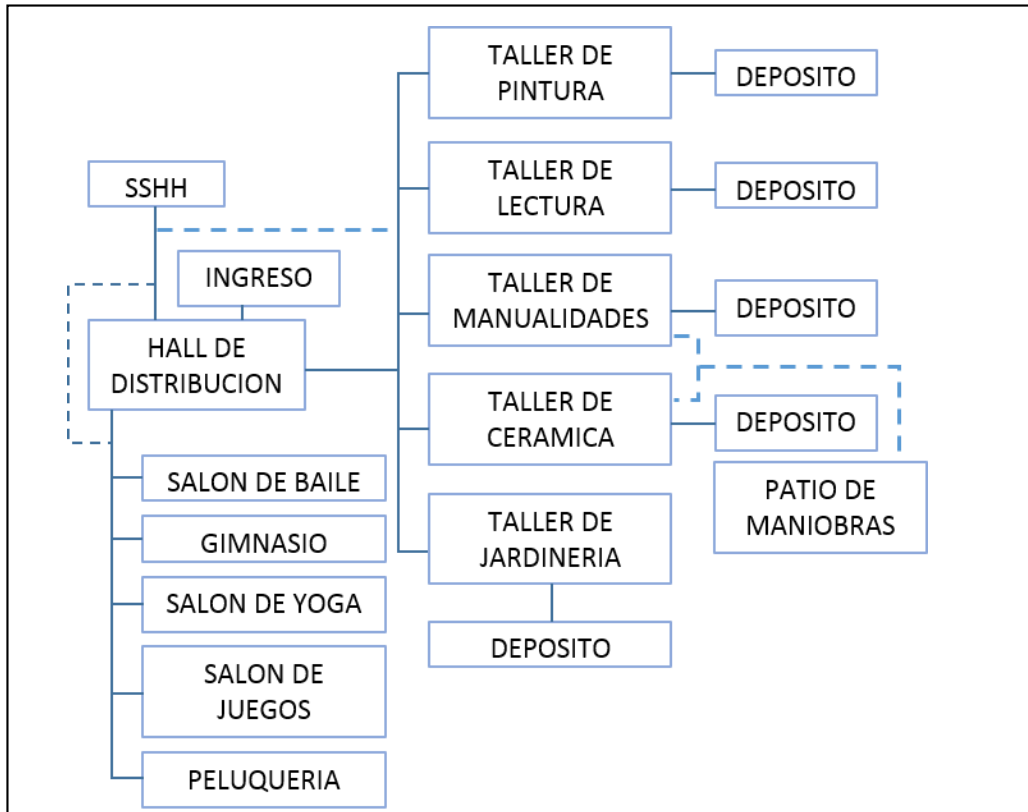 TALLER DE
PINTURA
DEPOSITO
SSHH
TALLER DE
LECTURA
DEPOSITO
INGRESO
TALLER DE
MANUALIDADES
DEPOSITO
HALL DE
DISTRIBUCION
TALLER DE
CERAMICA
DEPOSITO
SALON DE BAILE
PATIO DE
MANIOBRAS
GIMNASIO
TALLER DE
JARDINERIA
SALON DE YOGA
DEPOSITO
SALON DE
JUEGOS
PELUQUERIA